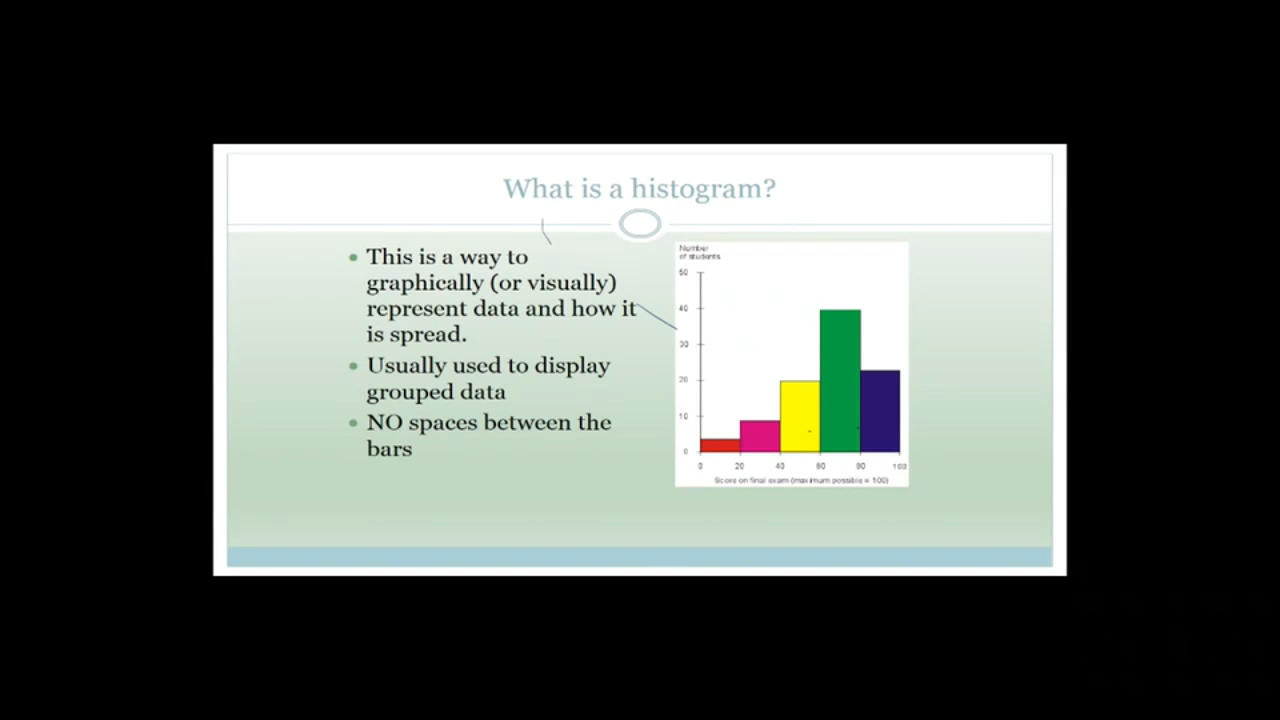 What is a histogram?
• This is a way to
graphically (or visually)
represent data and how it
is spread.
• Usually used to display
grouped data
• NO spaces between the
bars
Number
of students
50
40
30
20
10
0
0 20 40 60 80 100
Score on final exam (maximum possible = 100)